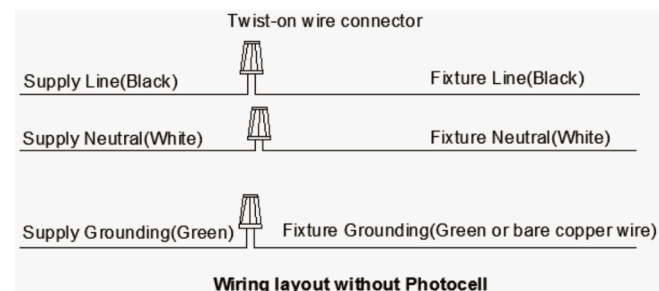 Twist-on wire connector
Supply Line(Black) Fixture Line(Black)
Supply Neutral(White) Fixture Neutral(White)
Supply Grounding(Green) Fixture Grounding(Green or bare copper wire)
Wiring layout without Photocell